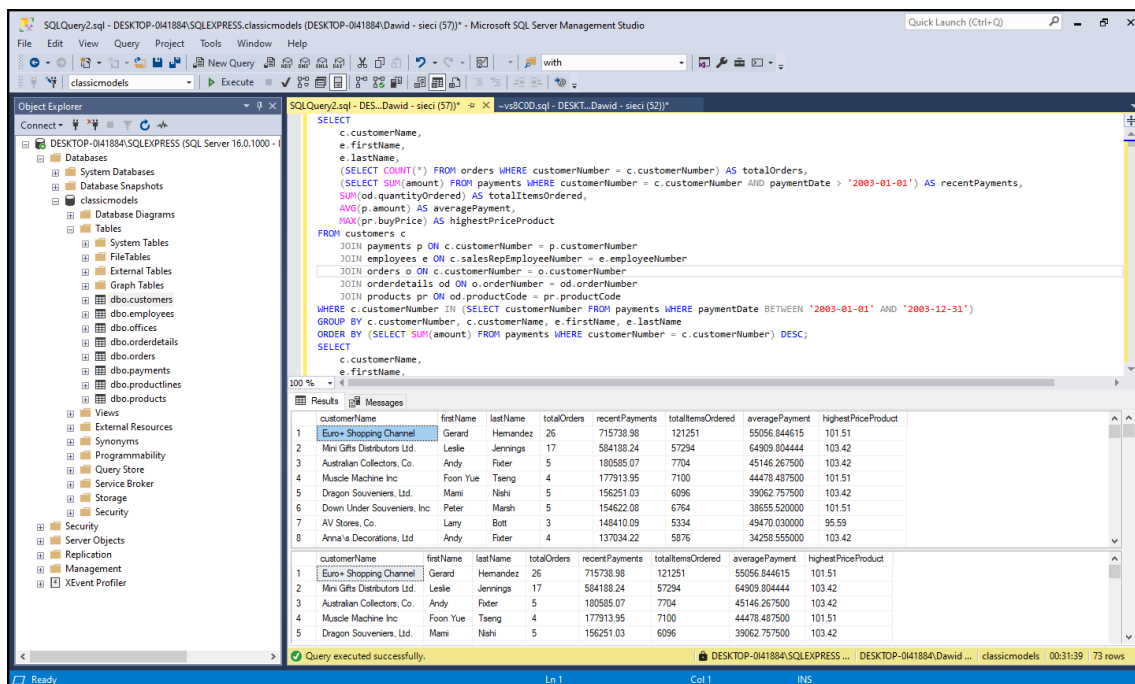 SQLQuery2.sql - DESKTOP-0I41884\SQLEXPRESS.classicmodels (DESKTOP-0I41884\Dawid - sieci (57))* - Microsoft SQL Server Management Studio
Quick Launch (Ctrl+Q)
File Edit View Query Project Tools Window Help
New Query MDX DMX XMLA DAX with
classicmodels Execute
Object Explorer
Connect
DESKTOP-0I41884\SQLEXPRESS (SQL Server 16.0.1000 -
Databases
System Databases
Database Snapshots
classicmodels
Database Diagrams
Tables
System Tables
FileTables
External Tables
Graph Tables
dbo.customers
dbo.employees
dbo.offices
dbo.orderdetails
dbo.orders
dbo.payments
dbo.productlines
dbo.products
Views
External Resources
Synonyms
Programmability
Query Store
Service Broker
Storage
Security
Security
Server Objects
Replication
Management
XEvent Profiler
SQLQuery2.sql - DES...Dawid - sieci (57))* ~vs8C0D.sql - DESKT...Dawid - sieci (52))*
SELECT
c.customerName,
e.firstName,
e.lastName,
(SELECT COUNT(*) FROM orders WHERE customerNumber = c.customerNumber) AS totalOrders,
(SELECT SUM(amount) FROM payments WHERE customerNumber = c.customerNumber AND paymentDate > '2003-01-01') AS recentPayments,
SUM(od.quantityOrdered) AS totalItemsOrdered,
AVG(p.amount) AS averagePayment,
MAX(pr.buyPrice) AS highestPriceProduct
FROM customers c
JOIN payments p ON c.customerNumber = p.customerNumber
JOIN employees e ON c.salesRepEmployeeNumber = e.employeeNumber
JOIN orders o ON c.customerNumber = o.customerNumber
JOIN orderdetails od ON o.orderNumber = od.orderNumber
JOIN products pr ON od.productCode = pr.productCode
WHERE c.customerNumber IN (SELECT customerNumber FROM payments WHERE paymentDate BETWEEN '2003-01-01' AND '2003-12-31')
GROUP BY c.customerNumber, c.customerName, e.firstName, e.lastName
ORDER BY (SELECT SUM(amount) FROM payments WHERE customerNumber = c.customerNumber) DESC;
SELECT
c.customerName,
e.firstName,
100 %
Results Messages
customerName firstName lastName totalOrders recentPayments totalItemsOrdered averagePayment highestPriceProduct
1 Euro+ Shopping Channel Gerard Hernandez 26 715738.98 121251 55056.844615 101.51
2 Mini Gifts Distributors Ltd. Leslie Jennings 17 584188.24 57294 64909.804444 103.42
3 Australian Collectors, Co. Andy Fixter 5 180585.07 7704 45146.267500 103.42
4 Muscle Machine Inc Foon Yue Tseng 4 177913.95 7100 44478.487500 101.51
5 Dragon Souveniers, Ltd. Mami Nishi 5 156251.03 6096 39062.757500 103.42
6 Down Under Souveniers, Inc Peter Marsh 5 154622.08 6764 38655.520000 101.51
7 AV Stores, Co. Larry Bott 3 148410.09 5334 49470.030000 95.59
8 Anna's Decorations, Ltd Andy Fixter 4 137034.22 5876 34258.555000 103.42
customerName firstName lastName totalOrders recentPayments totalItemsOrdered averagePayment highestPriceProduct
1 Euro+ Shopping Channel Gerard Hernandez 26 715738.98 121251 55056.844615 101.51
2 Mini Gifts Distributors Ltd. Leslie Jennings 17 584188.24 57294 64909.804444 103.42
3 Australian Collectors, Co. Andy Fixter 5 180585.07 7704 45146.267500 103.42
4 Muscle Machine Inc Foon Yue Tseng 4 177913.95 7100 44478.487500 101.51
5 Dragon Souveniers, Ltd. Mami Nishi 5 156251.03 6096 39062.757500 103.42
Query executed successfully. DESKTOP-0I41884\SQLEXPRESS ... DESKTOP-0I41884\Dawid ... classicmodels 00:31:39 73 rows
Ready Ln 1 Col 1 INS